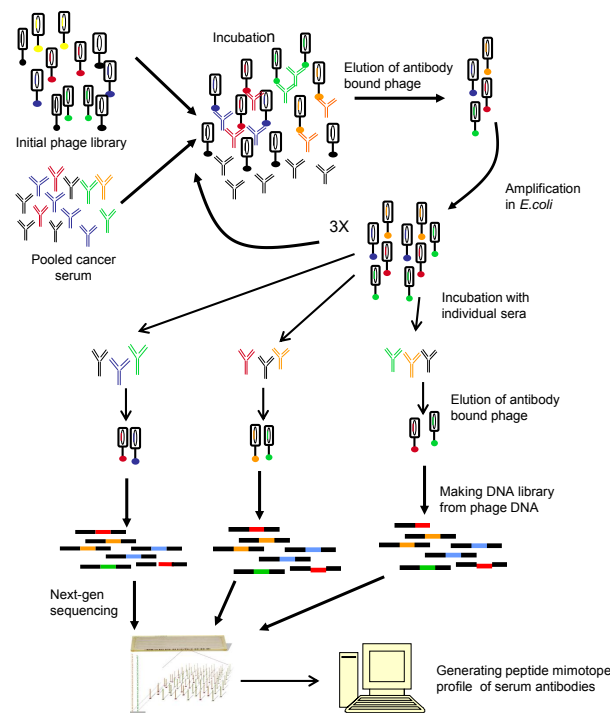 Incubation
Initial phage library
Elution of antibody
bound phage
Pooled cancer
serum
Amplification
in E.coli
3X
Incubation with
individual sera
Elution of antibody
bound phage
Making DNA library
from phage DNA
Next-gen
sequencing
Generating peptide mimotope
profile of serum antibodies